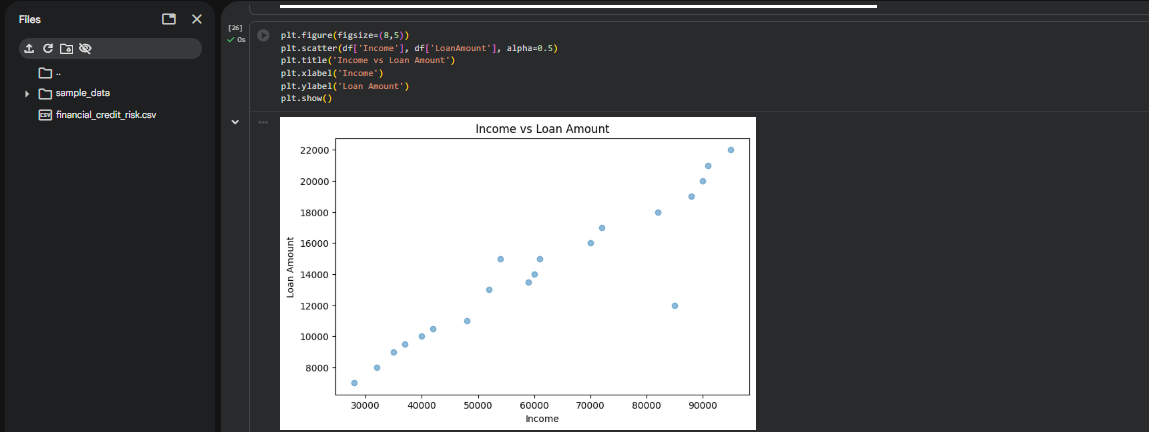 Files
..
sample_data
financial_credit_risk.csv
[26]
0s
plt.figure(figsize=(8,5))
plt.scatter(df['Income'], df['LoanAmount'], alpha=0.5)
plt.title('Income vs Loan Amount')
plt.xlabel('Income')
plt.ylabel('Loan Amount')
plt.show()
Income vs Loan Amount
Loan Amount
22000
20000
18000
16000
14000
12000
10000
8000
30000 40000 50000 60000 70000 80000 90000
Income